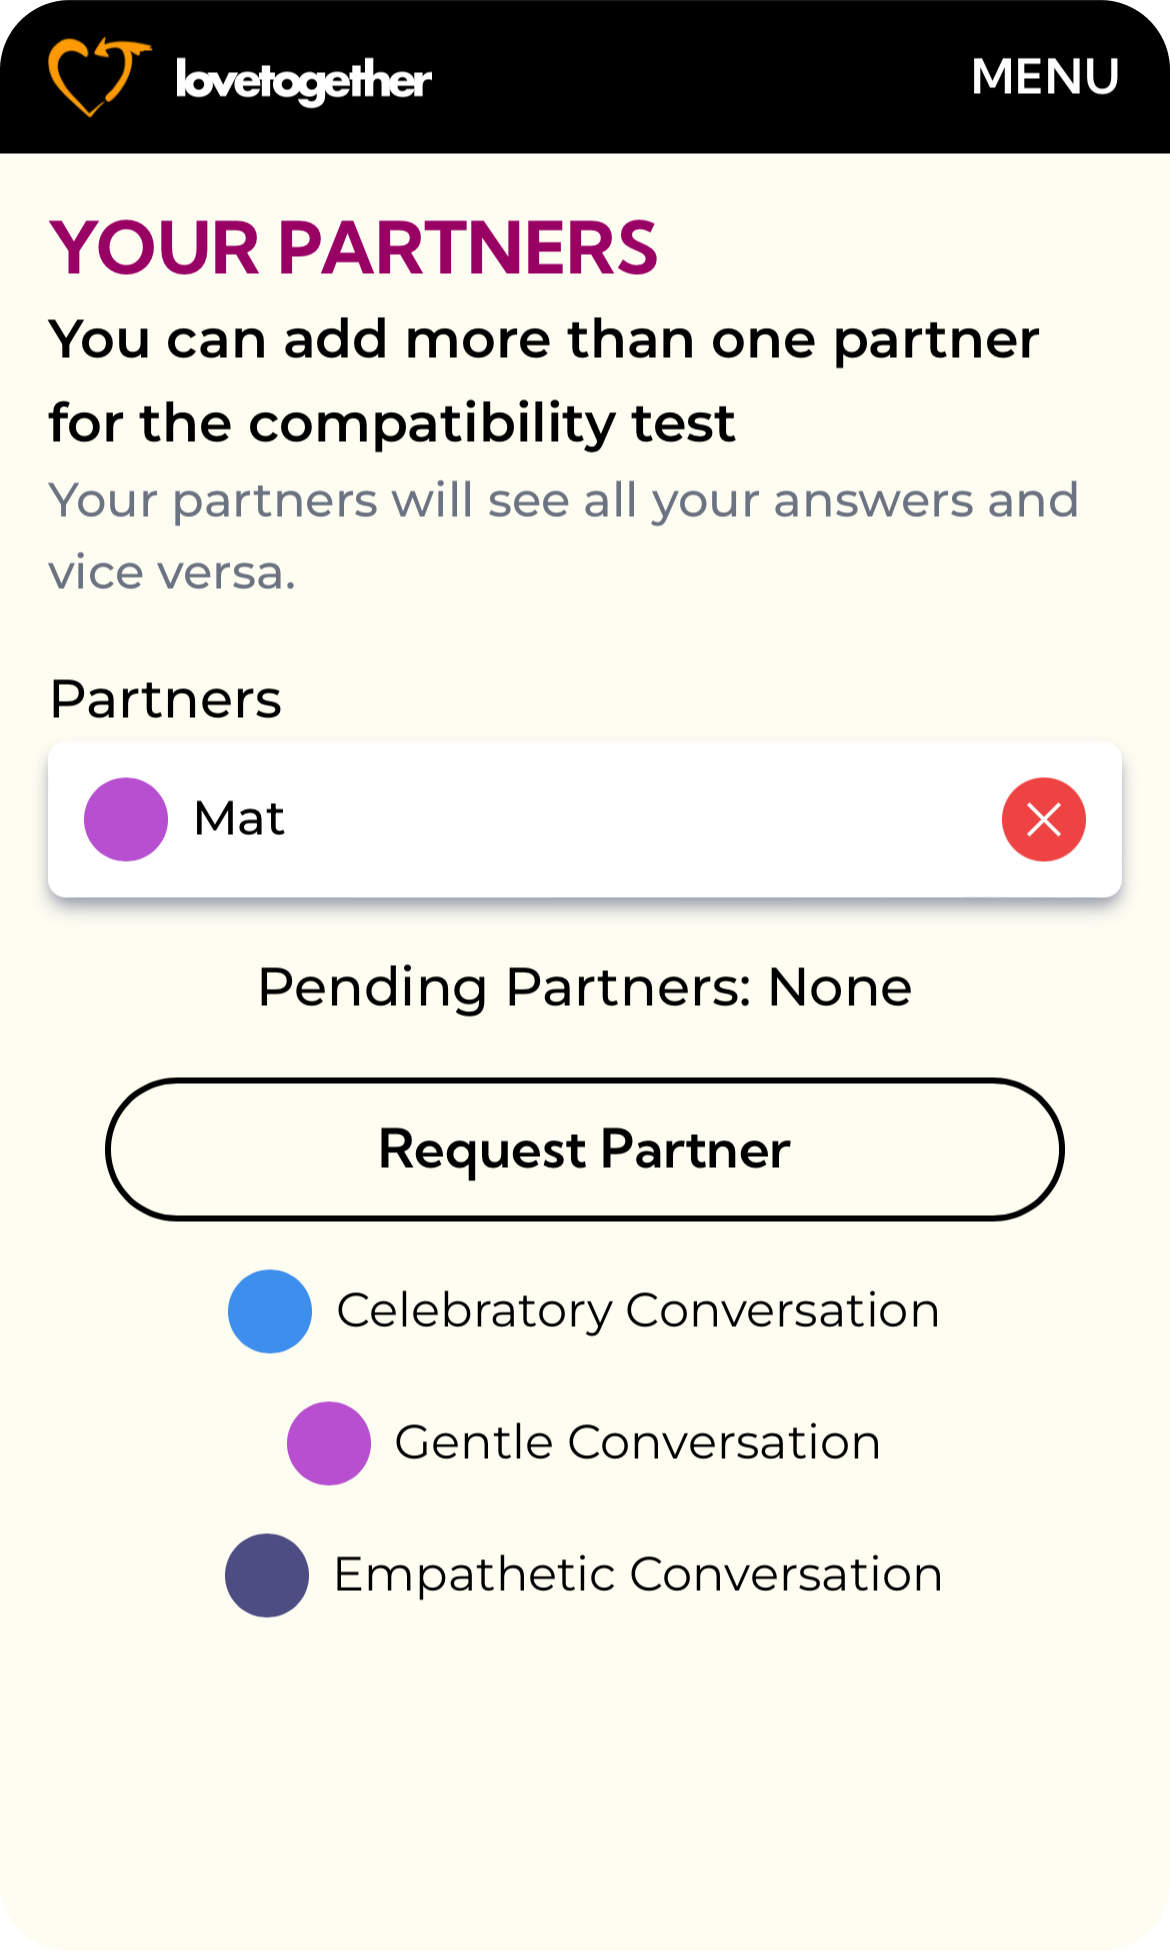 lovetogether
MENU
YOUR PARTNERS
You can add more than one partner
for the compatibility test
Your partners will see all your answers and
vice versa.
Partners
Mat
Pending Partners: None
Request Partner
Celebratory Conversation
Gentle Conversation
Empathetic Conversation